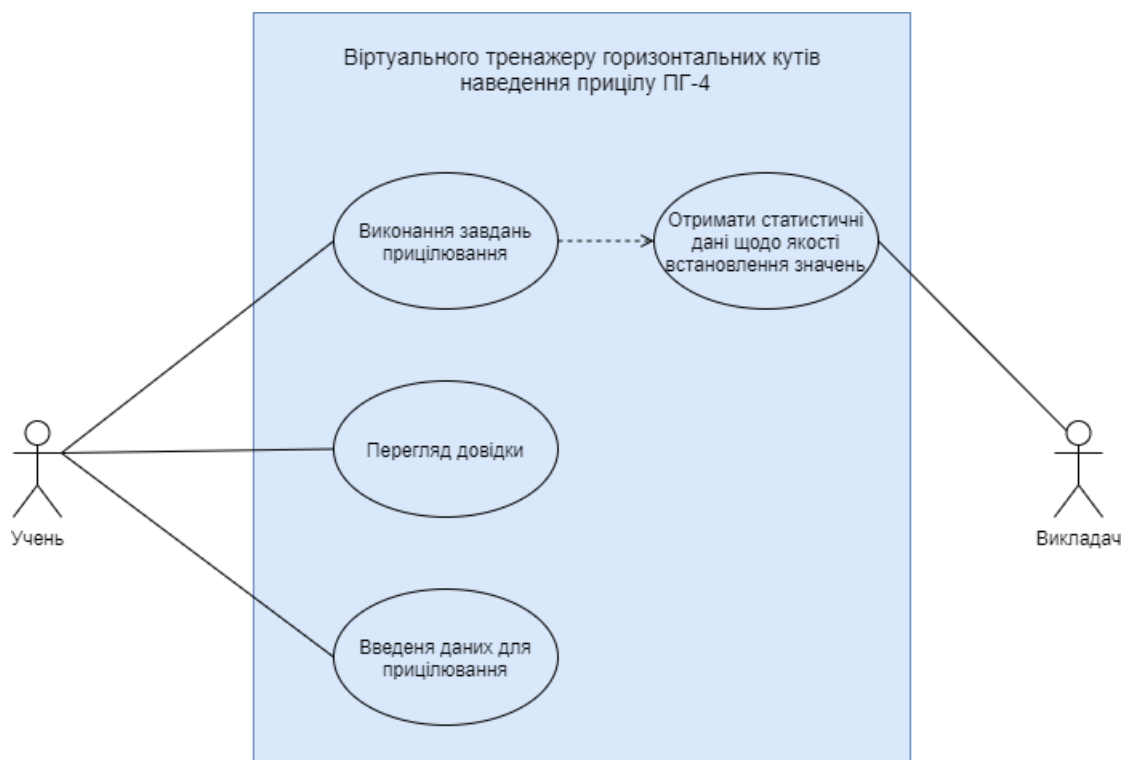 Віртуального тренажеру горизонтальних кутів
наведення прицілу ПГ-4
Виконання завдань
прицілювання
Отримати статистичні
дані щодо якості
встановлення значень
Перегляд довідки
Учень
Викладач
Введеня даних для
прицілювання